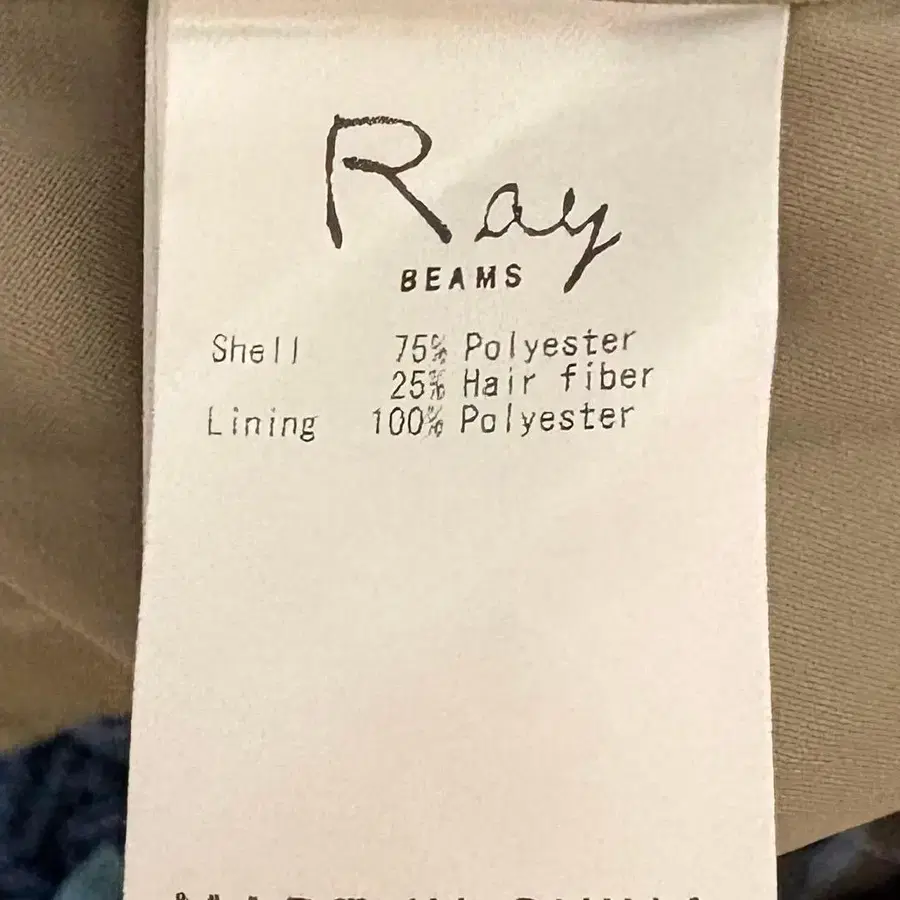 Ray
BEAMS
Shell 75% Polyester
25% Hair fiber
Lining 100% Polyester